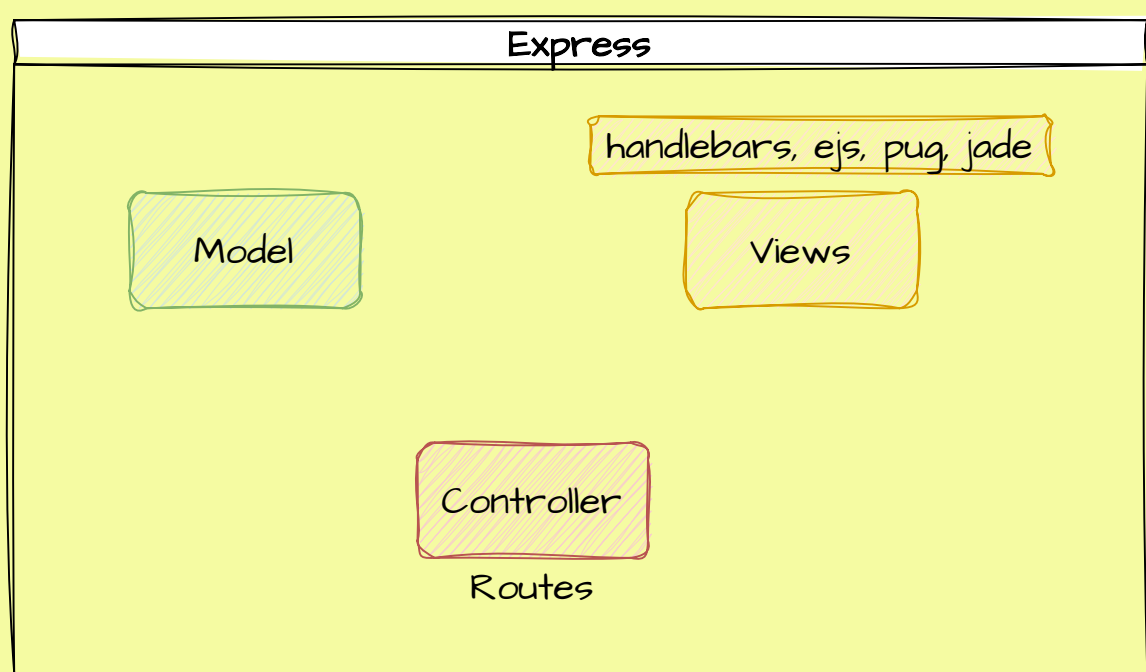 Express
handlebars, ejs, pug, jade
Model
Views
Controller
Routes